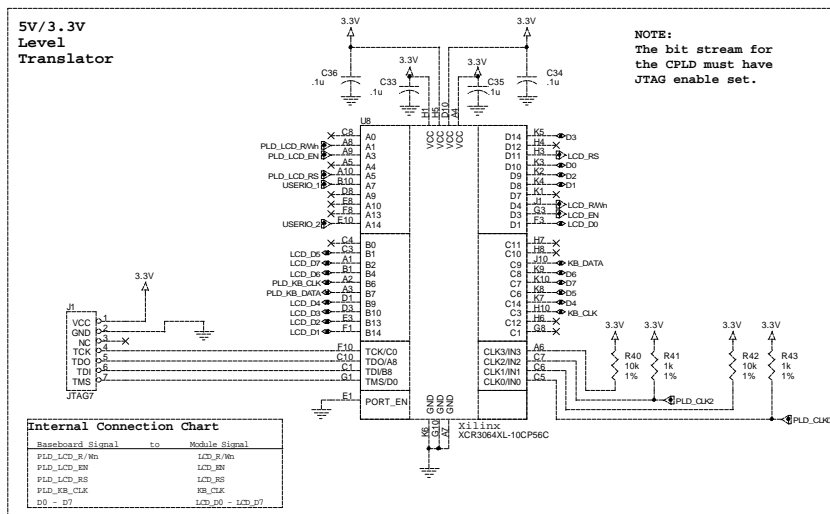 5V/3.3V
Level
Translator
NOTE:
The bit stream for
the CPLD must have
JTAG enable set.
3.3V
3.3V
3.3V
3.3V
C36
.1u
C33
.1u
C35
.1u
C34
.1u
H1
H5
D10
A4
VCC
VCC
VCC
VCC
U8
C8 A0
PLD_LCD_R/Wn A8 A1
PLD_LCD_EN A9 A3
A5 A4
PLD_LCD_RS A10 A5
USERIO_1 B10 A7
D8 A9
E8 A10
F8 A13
USERIO_2 E10 A14
C4 B0
LCD_D5 C3 B1
LCD_D7 A1 B2
LCD_D6 B1 B4
PLD_KB_CLK A2 B6
PLD_KB_DATA A3 B7
LCD_D4 D1 B9
LCD_D3 D3 B10
LCD_D2 E3 B13
LCD_D1 F1 B14
F10 TCK/C0
C10 TDO/A8
C1 TDI/B8
G1 TMS/D0
E1 PORT_EN
D14 K5 D3
D12 H4
D11 H3 LCD_RS
D10 K3 D0
D9 K2 D2
D8 K4 D1
D7 K1
D4 J1 LCD_R/Wn
D3 G3 LCD_EN
D1 F3 LCD_D0
C11 H7
C10 H8
C9 J10 KB_DATA
C8 K9 D6
C7 K10 D7
C6 K8 D5
C14 K7 D4
C3 H10 KB_CLK
C12 H6
C1 G8
CLK3/IN3 A6
CLK2/IN2 C7
CLK1/IN1 C6
CLK0/IN0 C5
GND
GND
GND
K6
G10
A7
Xilinx
XCR3064XL-10CP56C
3.3V
J1
VCC 1
GND 2
NC 3
TCK 4
TDO 5
TDI 6
TMS 7
JTAG7
3.3V
3.3V
3.3V
3.3V
R40
10k
1%
R41
1k
1%
R42
10k
1%
R43
1k
1%
PLD_CLK2
PLD_CLK0
Internal Connection Chart
Baseboard Signal to Module Signal
PLD_LCD_R/Wn LCD_R/Wn
PLD_LCD_EN LCD_EN
PLD_LCD_RS LCD_RS
PLD_KB_CLK KB_CLK
D0 - D7 LCD_D0 - LCD_D7